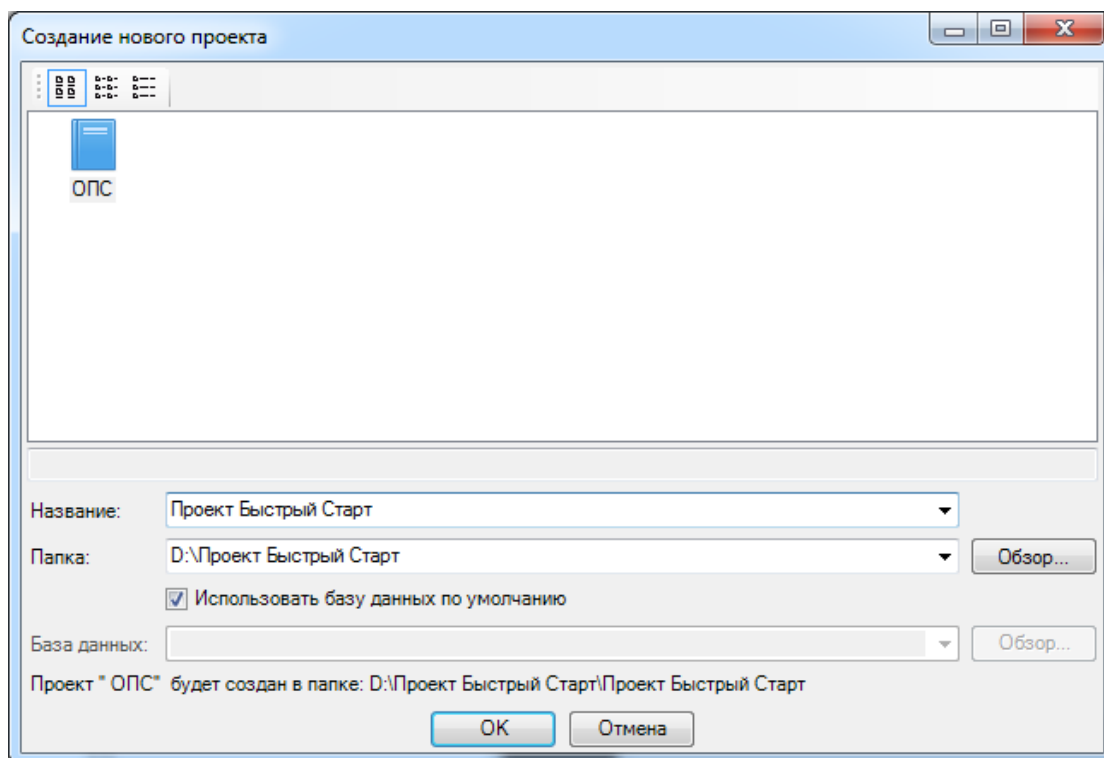 Создание нового проекта
ОПС
Название: Проект Быстрый Старт
Папка: D:\Проект Быстрый Старт Обзор...
Использовать базу данных по умолчанию
База данных: Обзор...
Проект " ОПС" будет создан в папке: D:\Проект Быстрый Старт\Проект Быстрый Старт
OK Отмена